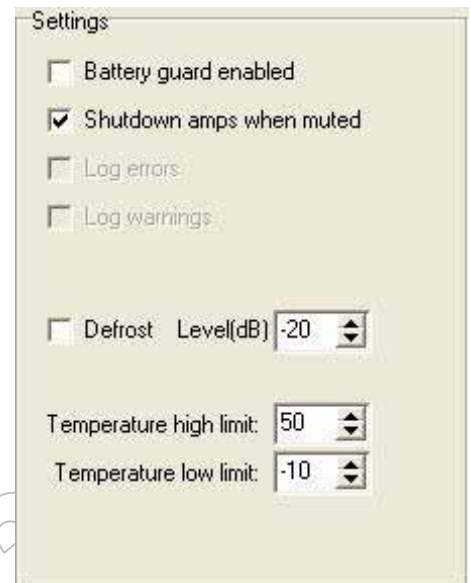 Settings
Battery guard enabled
Shutdown amps when muted
Log errors
Log warnings
Defrost Level(dB) -20
Temperature high limit: 50
Temperature low limit: -10